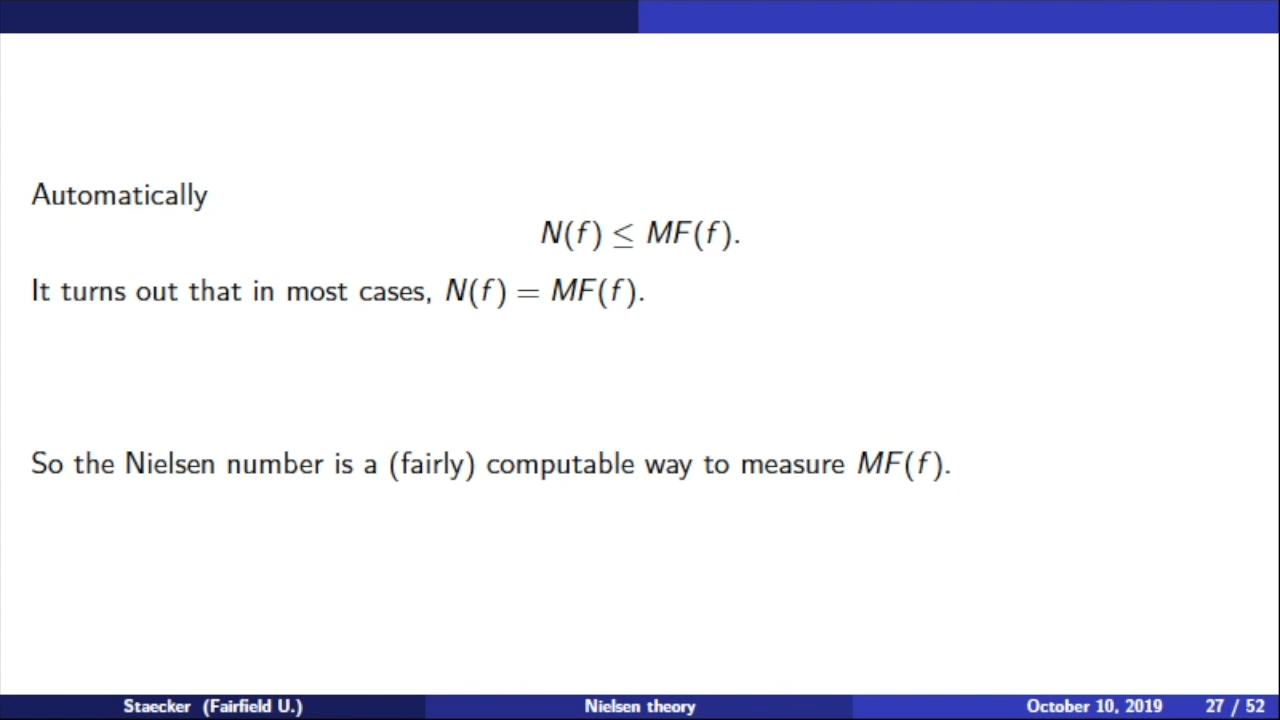 Automatically
N(f) ≤ MF(f).
It turns out that in most cases, N(f) = MF(f).
So the Nielsen number is a (fairly) computable way to measure MF(f).
Staecker (Fairfield U.) Nielsen theory October 10, 2019 27 / 52